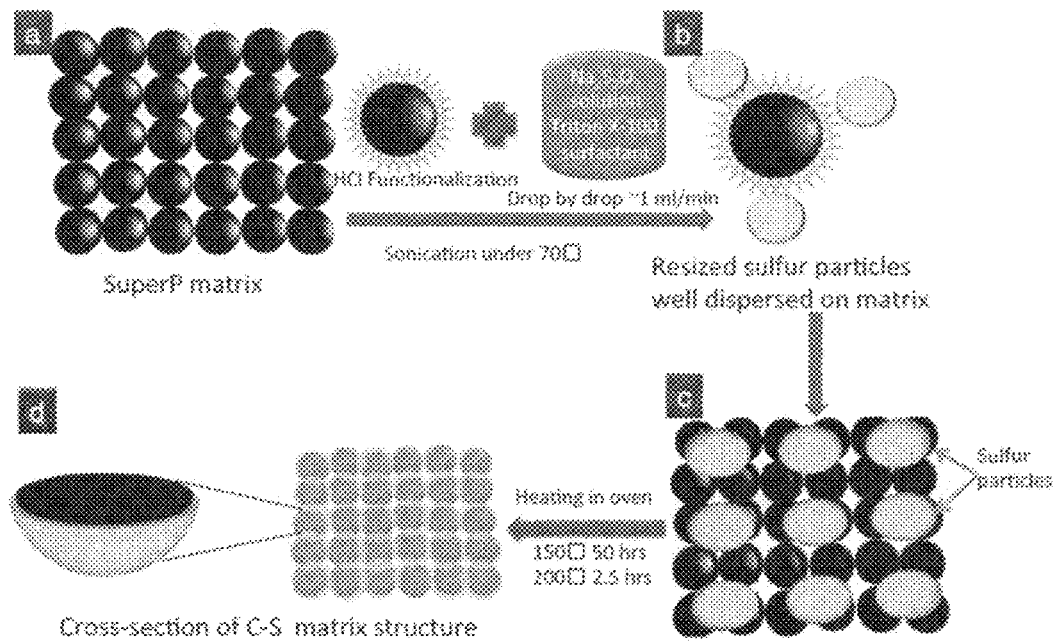 a
b
HCl Functionalization
Drop by drop ~1 ml/min
Sonication under 70□
SuperP matrix
Resized sulfur particles
well dispersed on matrix
d
c
Sulfur
particles
Heating in oven
150□ 50 hrs
200□ 2.5 hrs
Cross-section of C-S matrix structure